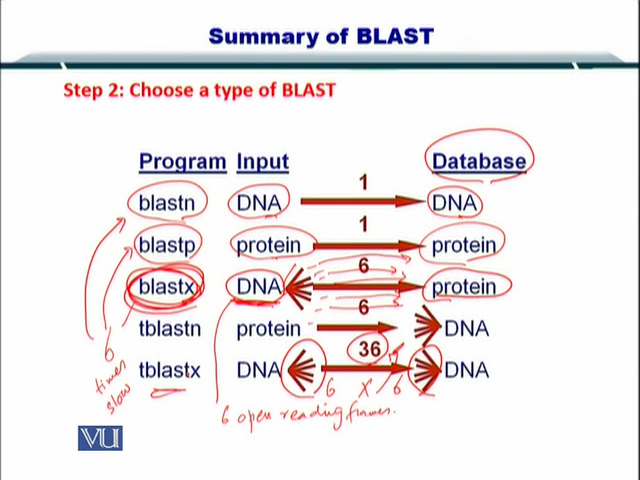 Summary of BLAST
Step 2: Choose a type of BLAST
Program Input Database
blastn DNA 1 DNA
blastp protein 1 protein
blastx DNA 6 protein
tblastn protein 6 DNA
tblastx DNA 36 DNA
6 x 6
6
times
slow
6 open reading frames.
VU